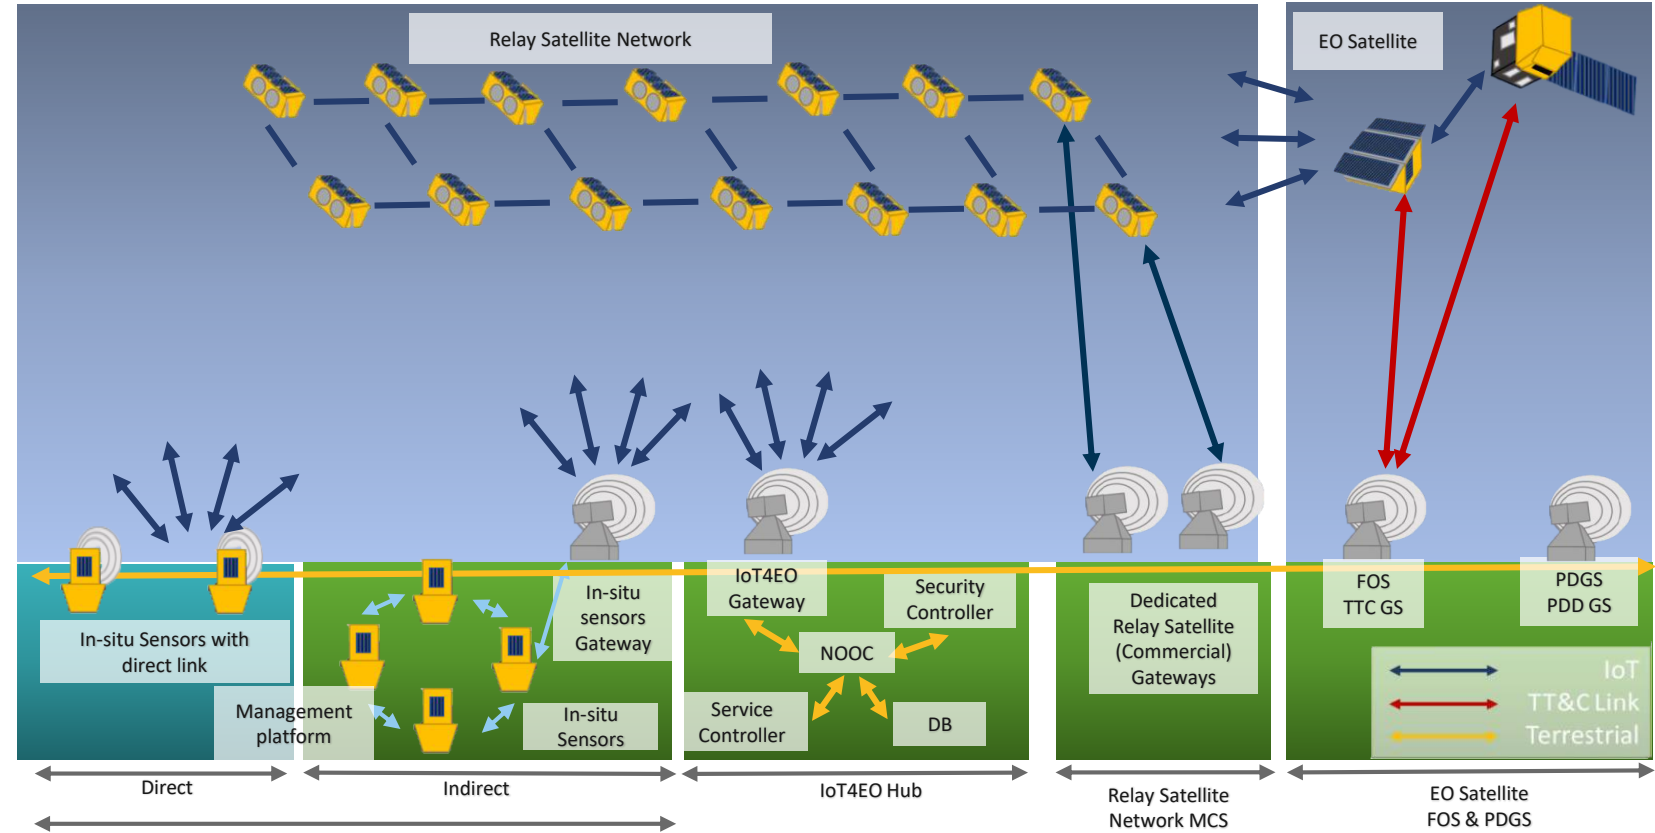 Relay Satellite Network
EO Satellite
In-situ Sensors with
direct link
Management
platform
In-situ
sensors
Gateway
In-situ
Sensors
IoT4EO
Gateway
Security
Controller
NOOC
Service
Controller
DB
Dedicated
Relay Satellite
(Commercial)
Gateways
FOS
TTC GS
PDGS
PDD GS
IoT
TT&C Link
Terrestrial
Direct
Indirect
IoT4EO Hub
Relay Satellite
Network MCS
EO Satellite
FOS & PDGS